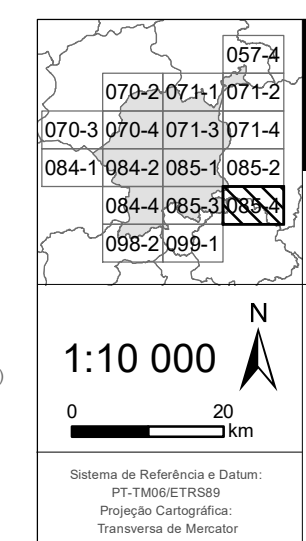 057-4
070-2 071-1 071-2
070-3 070-4 071-3 071-4
084-1 084-2 085-1 085-2
084-4 085-3 085-4
098-2 099-1
N
1:10 000
0 20
km
Sistema de Referência e Datum:
PT-TM06/ETRS89
Projeção Cartográfica:
Transversa de Mercator
)